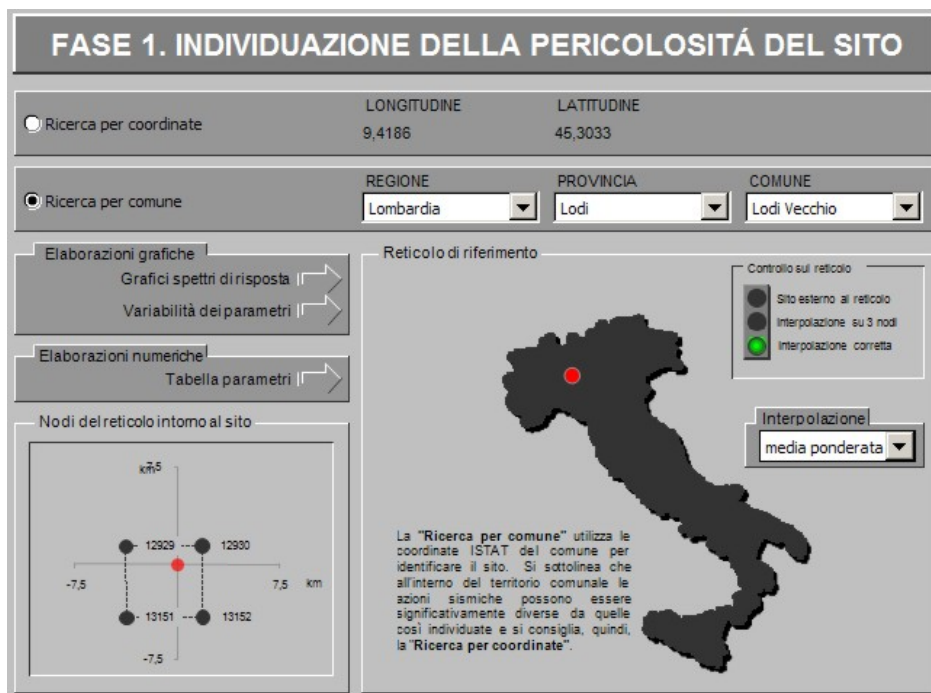 FASE 1. INDIVIDUAZIONE DELLA PERICOLOSITÁ DEL SITO
LONGITUDINE
LATITUDINE
Ricerca per coordinate
9,4186
45,3033
REGIONE
PROVINCIA
COMUNE
Ricerca per comune
Lombardia
Lodi
Lodi Vecchio
Elaborazioni grafiche
Grafici spettri di risposta
Variabilità dei parametri
Elaborazioni numeriche
Tabella parametri
Nodi del reticolo intorno al sito
km
7,5
12929
12930
-7,5
7,5
km
13151
13152
-7,5
Reticolo di riferimento
Controllo sul reticolo
Sito esterno al reticolo
Interpolazione su 3 nodi
Interpolazione corretta
Interpolazione
media ponderata
La "Ricerca per comune" utilizza le
coordinate ISTAT del comune per
identificare il sito. Si sottolinea che
all'interno del territorio comunale le
azioni sismiche possono essere
significativamente diverse da quelle
così individuate e si consiglia, quindi,
la "Ricerca per coordinate".